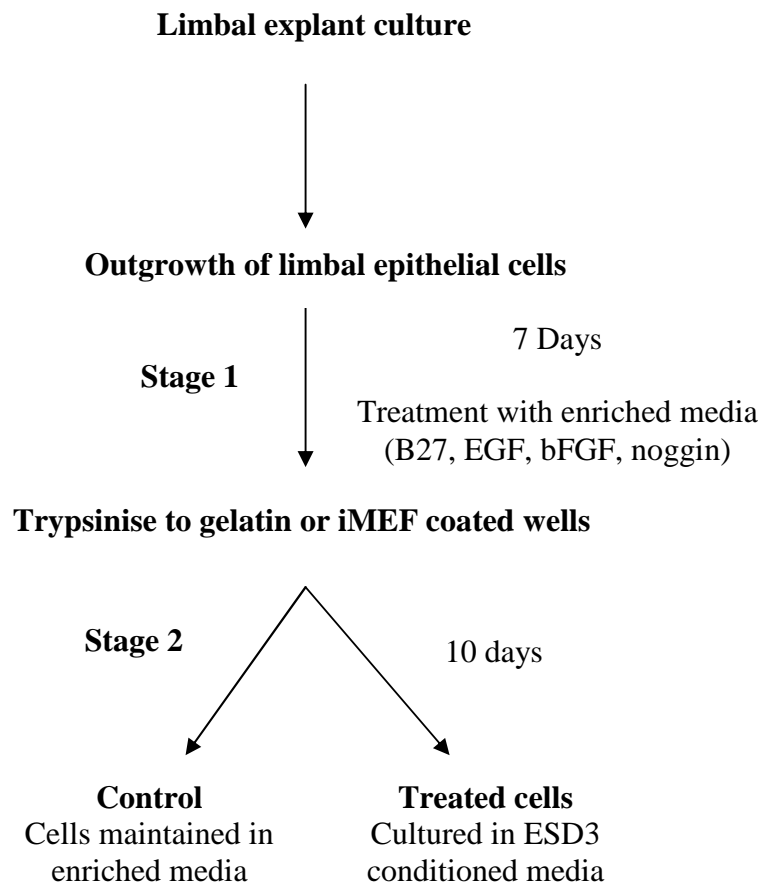 Limbal explant culture
Outgrowth of limbal epithelial cells
7 Days
Stage 1
Treatment with enriched media
(B27, EGF, bFGF, noggin)
Trypsinise to gelatin or iMEF coated wells
Stage 2
10 days
Control
Cells maintained in
enriched media
Treated cells
Cultured in ESD3
conditioned media